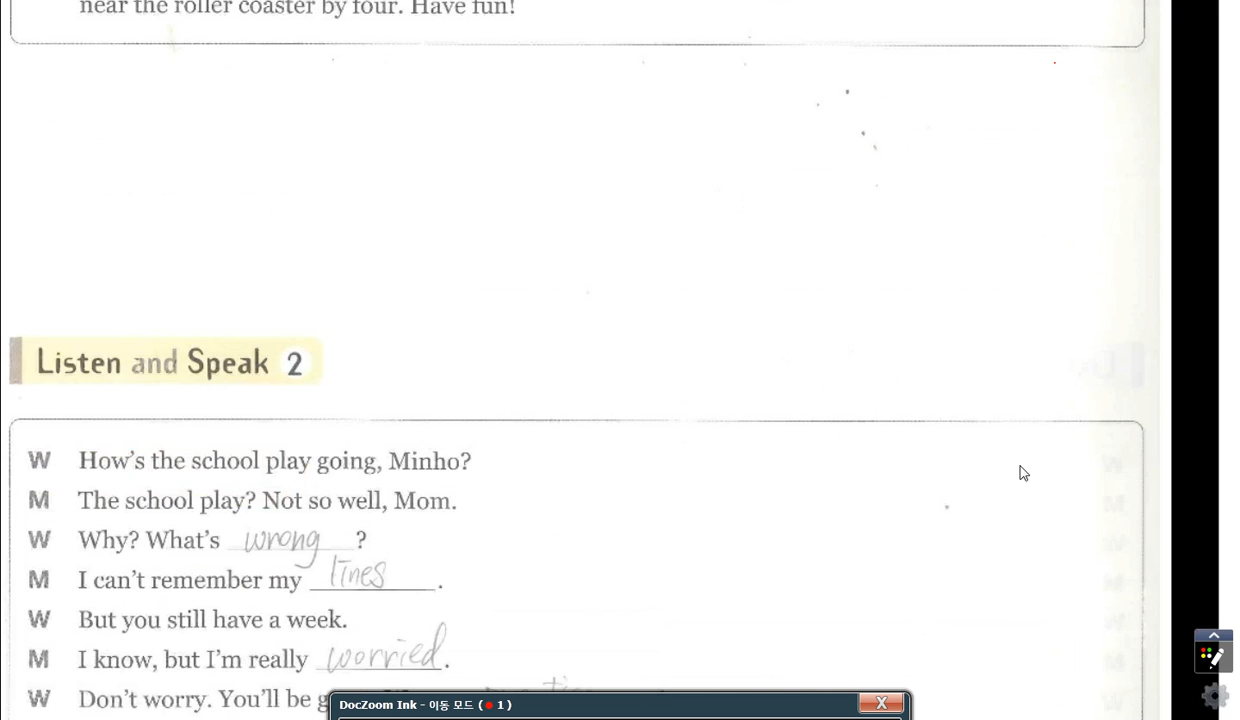 near the roller coaster by four. Have fun!
Listen and Speak 2
W How's the school play going, Minho?
M The school play? Not so well, Mom.
W Why? What's wrong ?
M I can't remember my lines.
W But you still have a week.
M I know, but I'm really worried.
W Don't worry. You'll be
DocZoom Ink - 이동 모드 ( 1 )